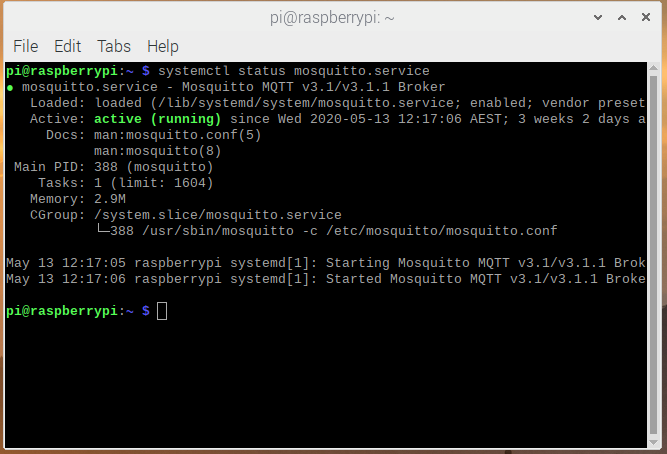 pi@raspberrypi: ~
File Edit Tabs Help
pi@raspberrypi:~ $ systemctl status mosquitto.service
● mosquitto.service - Mosquitto MQTT v3.1/v3.1.1 Broker
Loaded: loaded (/lib/systemd/system/mosquitto.service; enabled; vendor preset
Active: active (running) since Wed 2020-05-13 12:17:06 AEST; 3 weeks 2 days a
Docs: man:mosquitto.conf(5)
man:mosquitto(8)
Main PID: 388 (mosquitto)
Tasks: 1 (limit: 1604)
Memory: 2.9M
CGroup: /system.slice/mosquitto.service
└─388 /usr/sbin/mosquitto -c /etc/mosquitto/mosquitto.conf
May 13 12:17:05 raspberrypi systemd[1]: Starting Mosquitto MQTT v3.1/v3.1.1 Brok
May 13 12:17:06 raspberrypi systemd[1]: Started Mosquitto MQTT v3.1/v3.1.1 Broke
pi@raspberrypi:~ $